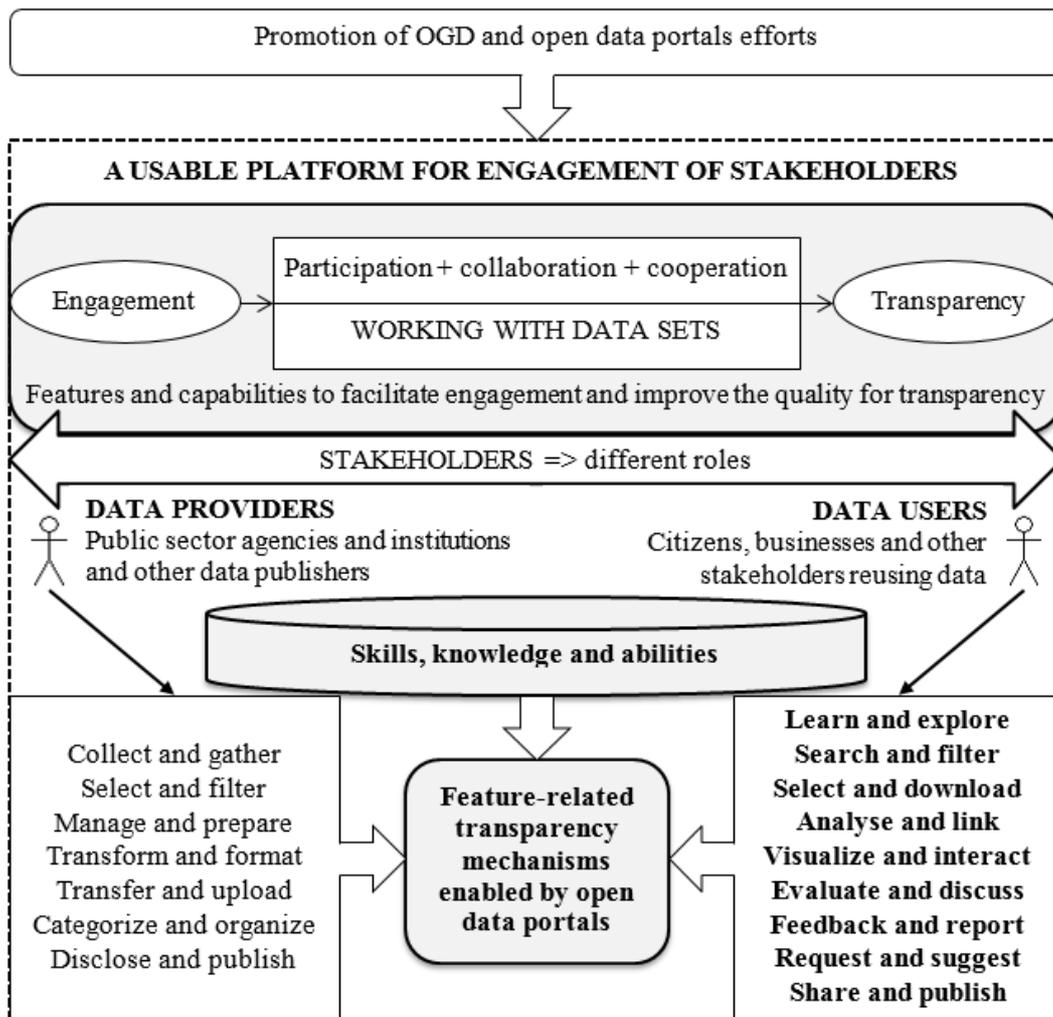 Promotion of OGD and open data portals efforts
A USABLE PLATFORM FOR ENGAGEMENT OF STAKEHOLDERS
Engagement
Participation + collaboration + cooperation
WORKING WITH DATA SETS
Transparency
Features and capabilities to facilitate engagement and improve the quality for transparency
STAKEHOLDERS => different roles
DATA PROVIDERS
Public sector agencies and institutions
and other data publishers
DATA USERS
Citizens, businesses and other
stakeholders reusing data
Skills, knowledge and abilities
Collect and gather
Select and filter
Manage and prepare
Transform and format
Transfer and upload
Categorize and organize
Disclose and publish
Feature-related
transparency
mechanisms
enabled by open
data portals
Learn and explore
Search and filter
Select and download
Analyse and link
Visualize and interact
Evaluate and discuss
Feedback and report
Request and suggest
Share and publish